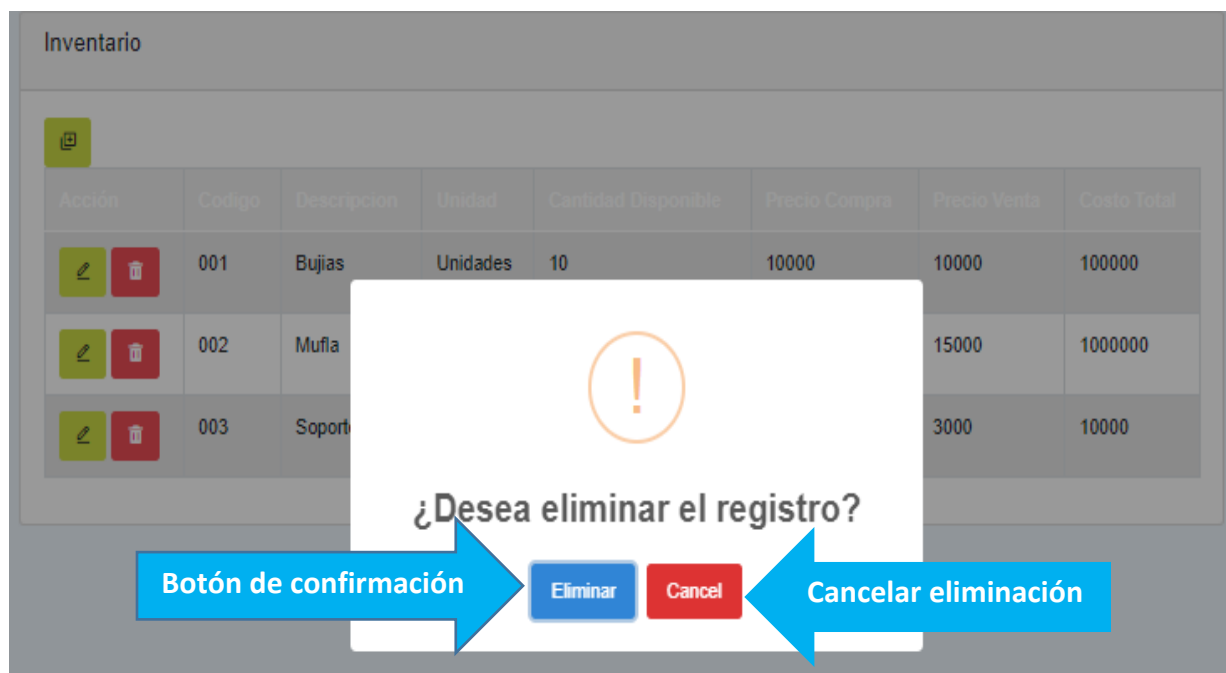 Inventario
Acción Codigo Descripcion Unidad Cantidad Disponible Precio Compra Precio Venta Costo Total
001 Bujias Unidades 10 10000 10000 100000
002 Mufla 15000 1000000
003 3000 10000
¿Desea eliminar el registro?
Botón de confirmación Eliminar Cancel Cancelar eliminación